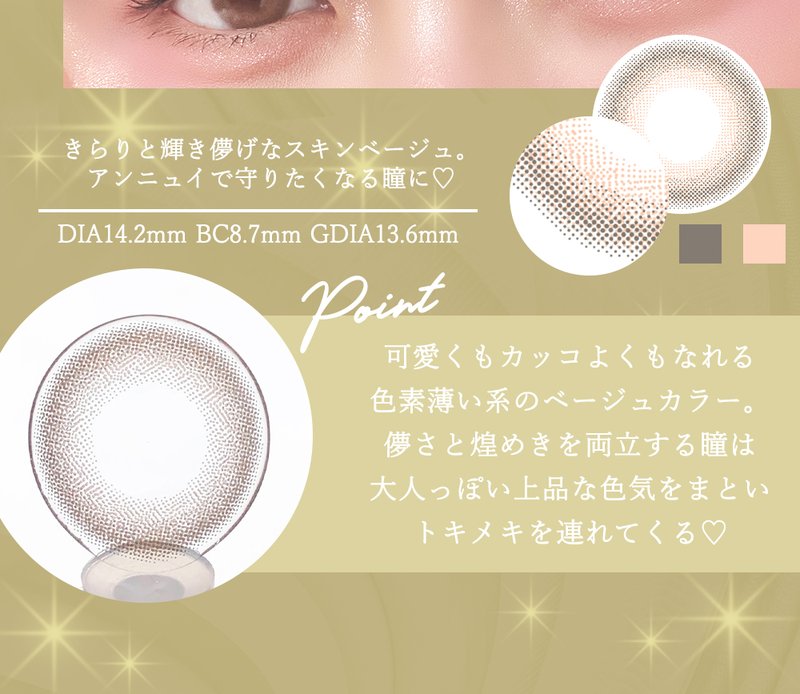 きらりと輝き儚げなスキンベージュ。
アンニュイで守りたくなる瞳に♡
DIA14.2mm BC8.7mm GDIA13.6mm
Point
可愛くもカッコよくもなれる
色素薄い系のベージュカラー。
儚さと煌めきを両立する瞳は
大人っぽい上品な色気をまとい
トキメキを連れてくる♡